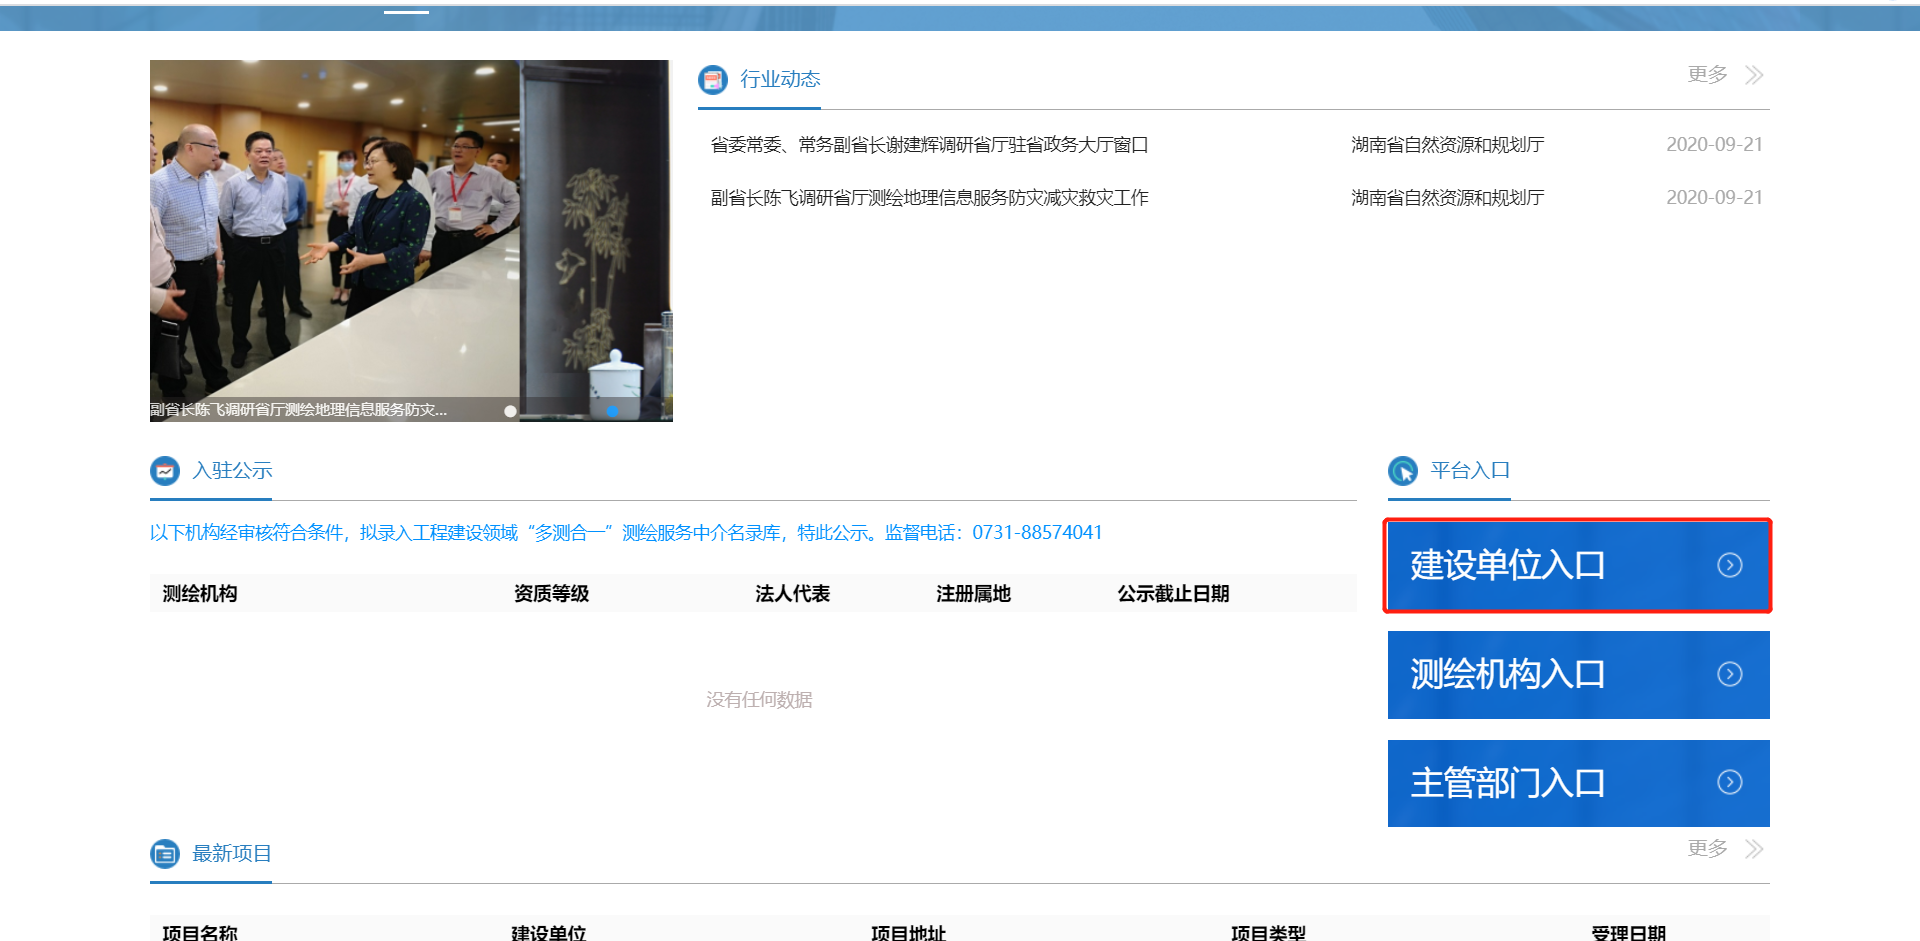 行业动态
更多
省委常委、常务副省长谢建辉调研省厅驻省政务大厅窗口 湖南省自然资源和规划厅 2020-09-21
副省长陈飞调研省厅测绘地理信息服务防灾减灾救灾工作 湖南省自然资源和规划厅 2020-09-21
副省长陈飞调研省厅测绘地理信息服务防灾...
入驻公示
以下机构经审核符合条件，拟录入工程建设领域“多测合一”测绘服务中介名录库，特此公示。监督电话：0731-88574041
测绘机构 资质等级 法人代表 注册属地 公示截止日期
没有任何数据
平台入口
建设单位入口
测绘机构入口
主管部门入口
最新项目
更多
项目名称 建设单位 项目地址 项目类型 受理日期